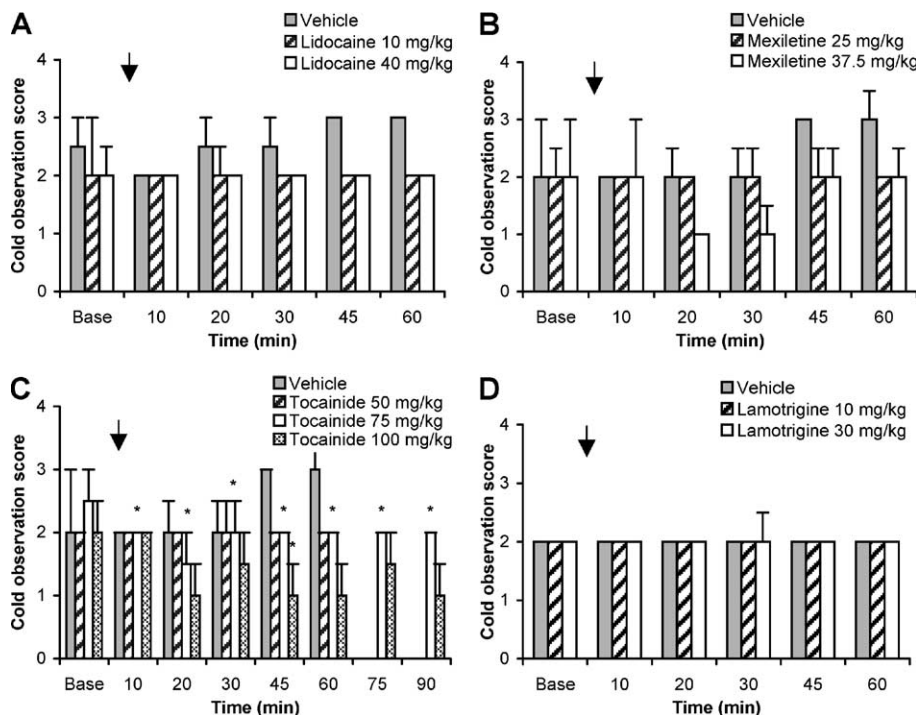 A
Vehicle
Lidocaine 10 mg/kg
Lidocaine 40 mg/kg
Cold observation score
4
3
2
1
0
Base 10 20 30 45 60
Time (min)
B
Vehicle
Mexiletine 25 mg/kg
Mexiletine 37.5 mg/kg
Cold observation score
4
3
2
1
0
Base 10 20 30 45 60
Time (min)
C
Vehicle
Tocainide 50 mg/kg
Tocainide 75 mg/kg
Tocainide 100 mg/kg
Cold observation score
4
3
2
1
0
* * * * * * * *
Base 10 20 30 45 60 75 90
Time (min)
D
Vehicle
Lamotrigine 10 mg/kg
Lamotrigine 30 mg/kg
Cold observation score
4
3
2
1
0
Base 10 20 30 45 60
Time (min)